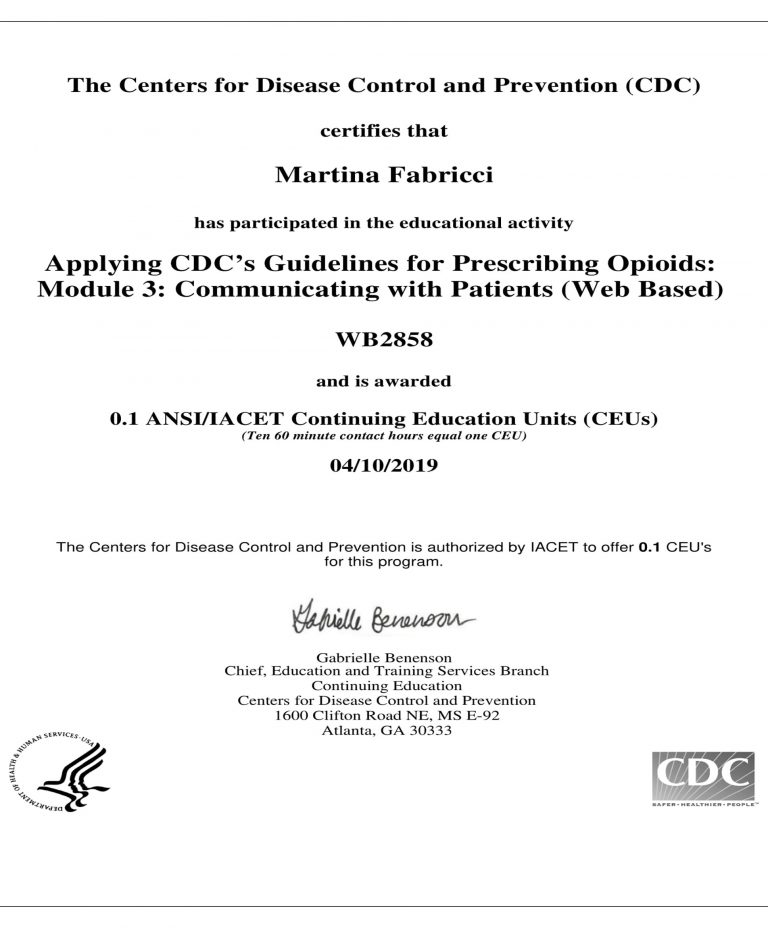 The Centers for Disease Control and Prevention (CDC)
certifies that
Martina Fabricci
has participated in the educational activity
Applying CDC’s Guidelines for Prescribing Opioids:
Module 3: Communicating with Patients (Web Based)
WB2858
and is awarded
0.1 ANSI/IACET Continuing Education Units (CEUs)
(Ten 60 minute contact hours equal one CEU)
04/10/2019
The Centers for Disease Control and Prevention is authorized by IACET to offer 0.1 CEU's
for this program.
Gabrielle Benenson
Gabrielle Benenson
Chief, Education and Training Services Branch
Continuing Education
Centers for Disease Control and Prevention
1600 Clifton Road NE, MS E-92
Atlanta, GA 30333
DEPARTMENT OF HEALTH & HUMAN SERVICES·USA
CDC
SAFER·HEALTHIER·PEOPLE™